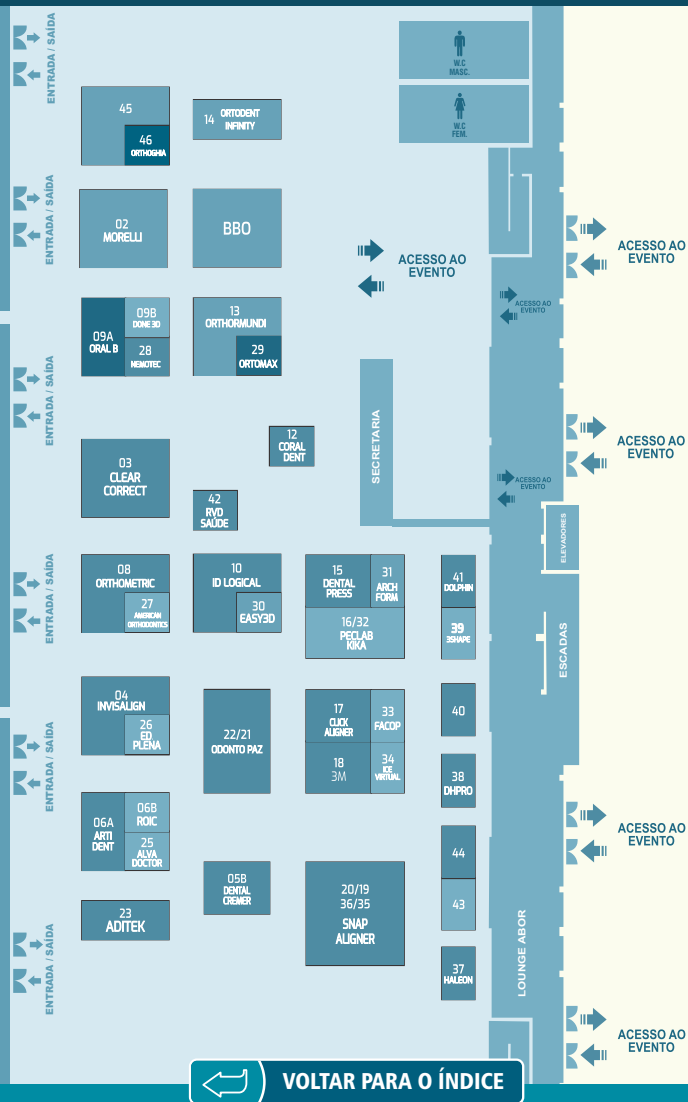 ENTRADA / SAÍDA
W.C
MASC.
W.C
FEM.
45
46
ORTHOGHIA
14 ORTODENT
INFINITY
ENTRADA / SAÍDA
02
MORELLI
BBO
ACESSO AO
EVENTO
ACESSO AO
EVENTO
ACESSO AO
EVENTO
09A
ORAL B
09B
DONE 3D
28
NEMOTEC
13
ORTHORMUNDI
29
ORTOMAX
ENTRADA / SAÍDA
SECRETARIA
12
CORAL
DENT
03
CLEAR
CORRECT
42
RVD
SAÚDE
ACESSO AO
EVENTO
ACESSO AO
EVENTO
ELEVADORES
ENTRADA / SAÍDA
08
ORTHOMETRIC
27
AMERICAN
ORTHODONTICS
10
ID LOGICAL
30
EASY3D
15
DENTAL
PRESS
31
ARCH
FORM
16/32
PECLAB
KIKA
41
DOLPHIN
39
3SHAPE
ESCADAS
04
INVISALIGN
26
ED
PLENA
22/21
ODONTO PAZ
17
CLICK
ALIGNER
33
FACOP
18
3M
34
ICE
VIRTUAL
40
38
DHPRO
ENTRADA / SAÍDA
06A
ARTI
DENT
06B
ROIC
25
ALVA
DOCTOR
05B
DENTAL
CREMER
20/19
36/35
SNAP
ALIGNER
44
43
37
HALEON
ACESSO AO
EVENTO
23
ADITEK
ENTRADA / SAÍDA
LOUNGE ABOR
ACESSO AO
EVENTO
VOLTAR PARA O ÍNDICE